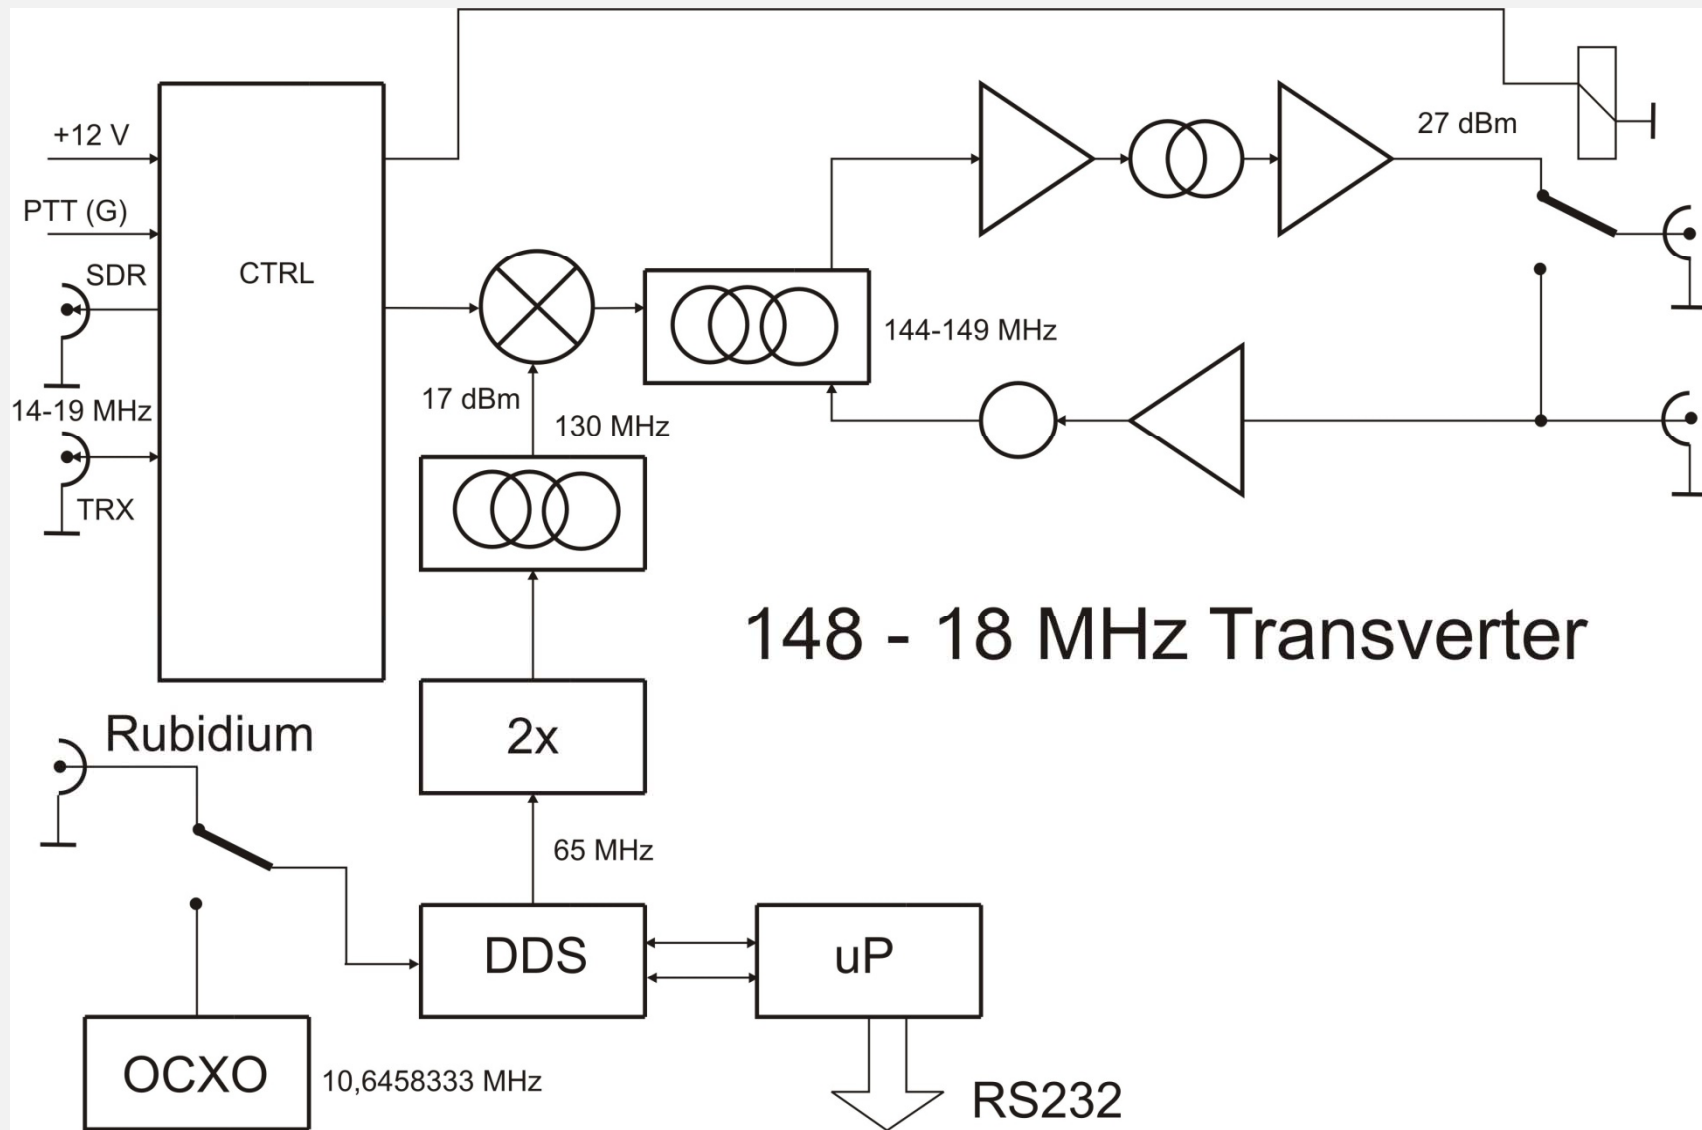 +12 V
PTT (G)
SDR
14-19 MHz
TRX
CTRL
17 dBm
130 MHz
144-149 MHz
27 dBm
148 - 18 MHz Transverter
Rubidium
2x
65 MHz
DDS
uP
OCXO
10,6458333 MHz
RS232